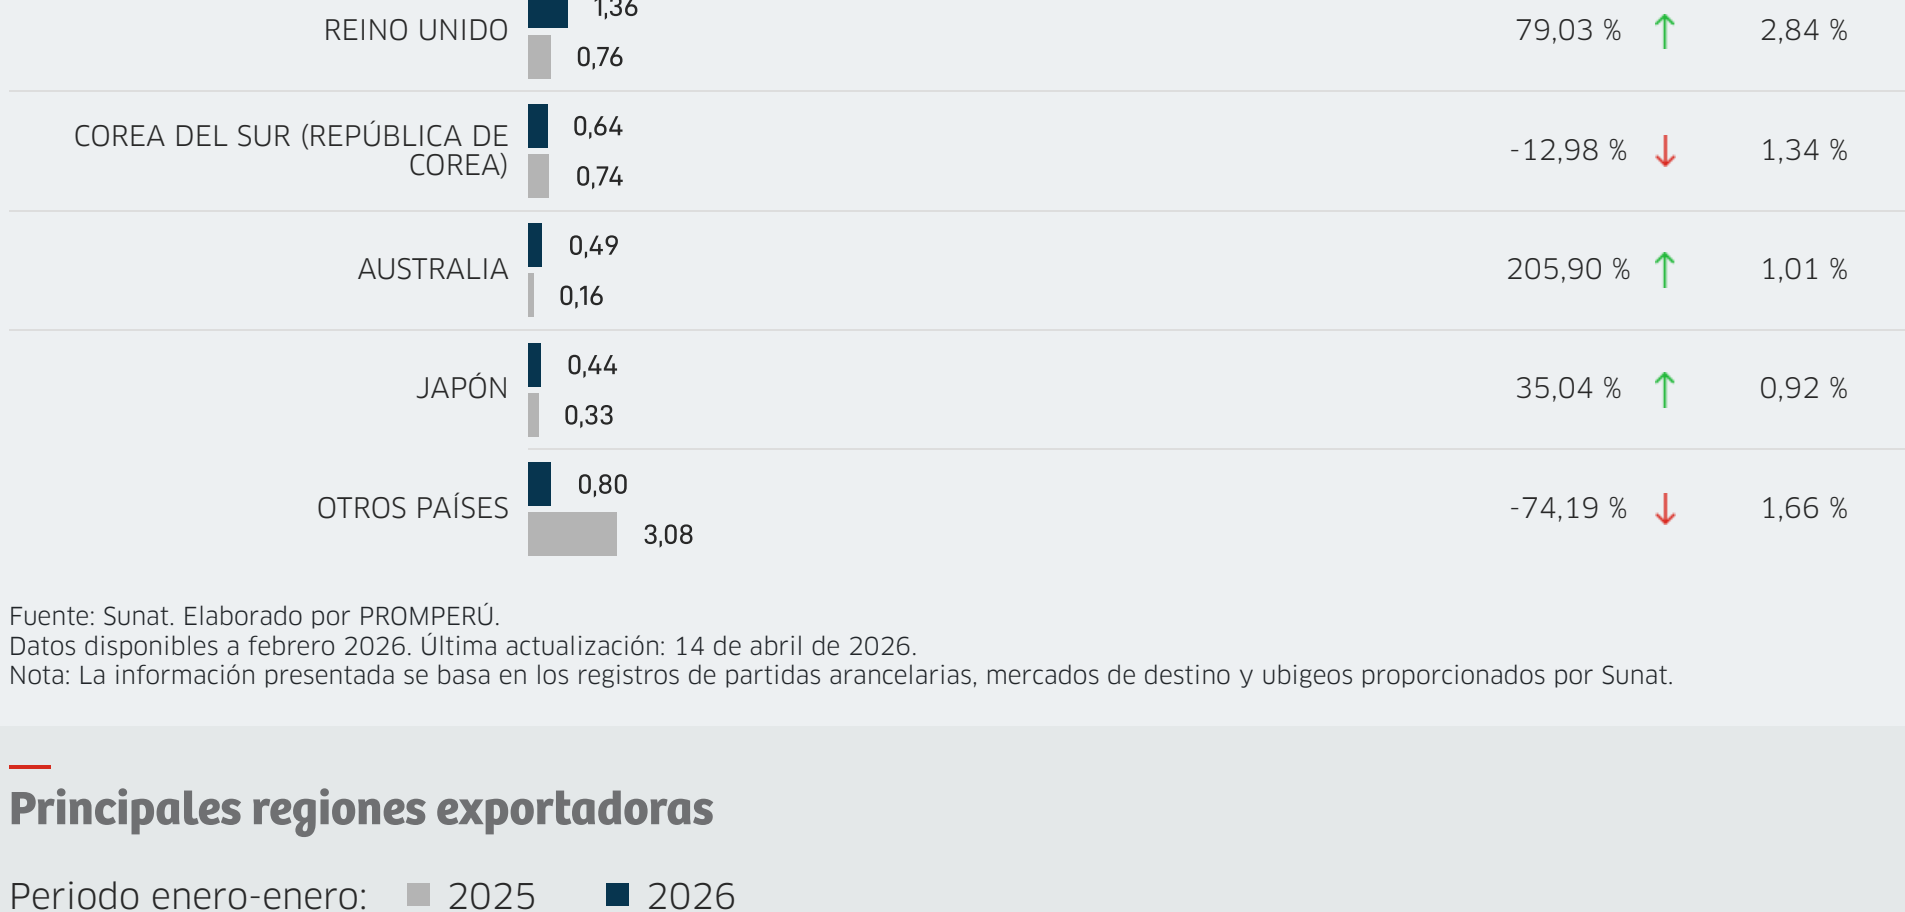 1,36
REINO UNIDO
0,76
79,03 %
2,84 %
0,64
COREA DEL SUR (REPÚBLICA DE
COREA)
0,74
-12,98 %
1,34 %
0,49
AUSTRALIA
0,16
205,90 %
1,01 %
0,44
JAPÓN
0,33
35,04 %
0,92 %
0,80
OTROS PAÍSES
3,08
-74,19 %
1,66 %
Fuente: Sunat. Elaborado por PROMPERÚ.
Datos disponibles a febrero 2026. Última actualización: 14 de abril de 2026.
Nota: La información presentada se basa en los registros de partidas arancelarias, mercados de destino y ubigeos proporcionados por Sunat.
Principales regiones exportadoras
Periodo enero-enero: 2025 2026